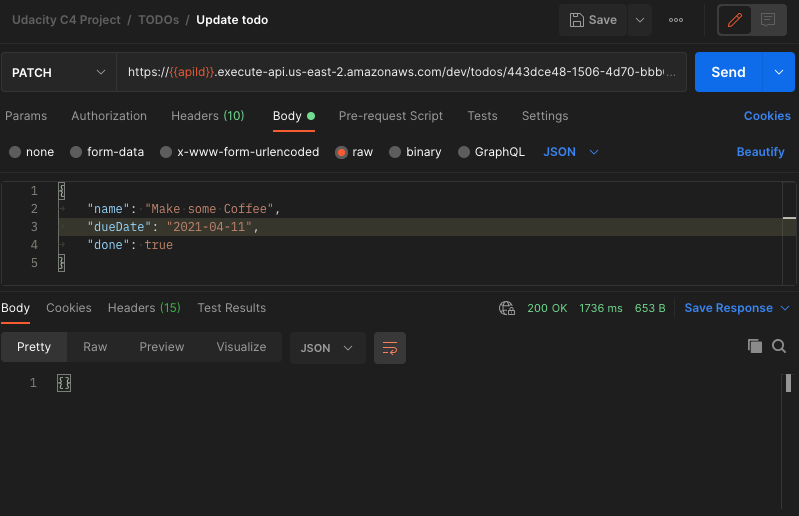 Udacity C4 Project / TODOs / Update todo
Save
PATCH
https://{{apiId}}.execute-api.us-east-2.amazonaws.com/dev/todos/443dce48-1506-4d70-bbb...
Send
Params Authorization Headers (10) Body Pre-request Script Tests Settings Cookies
none form-data x-www-form-urlencoded raw binary GraphQL JSON Beautify
1 {
2 "name": "Make some Coffee",
3 "dueDate": "2021-04-11",
4 "done": true
5 }
Body Cookies Headers (15) Test Results 200 OK 1736 ms 653 B Save Response
Pretty Raw Preview Visualize JSON
1 {}